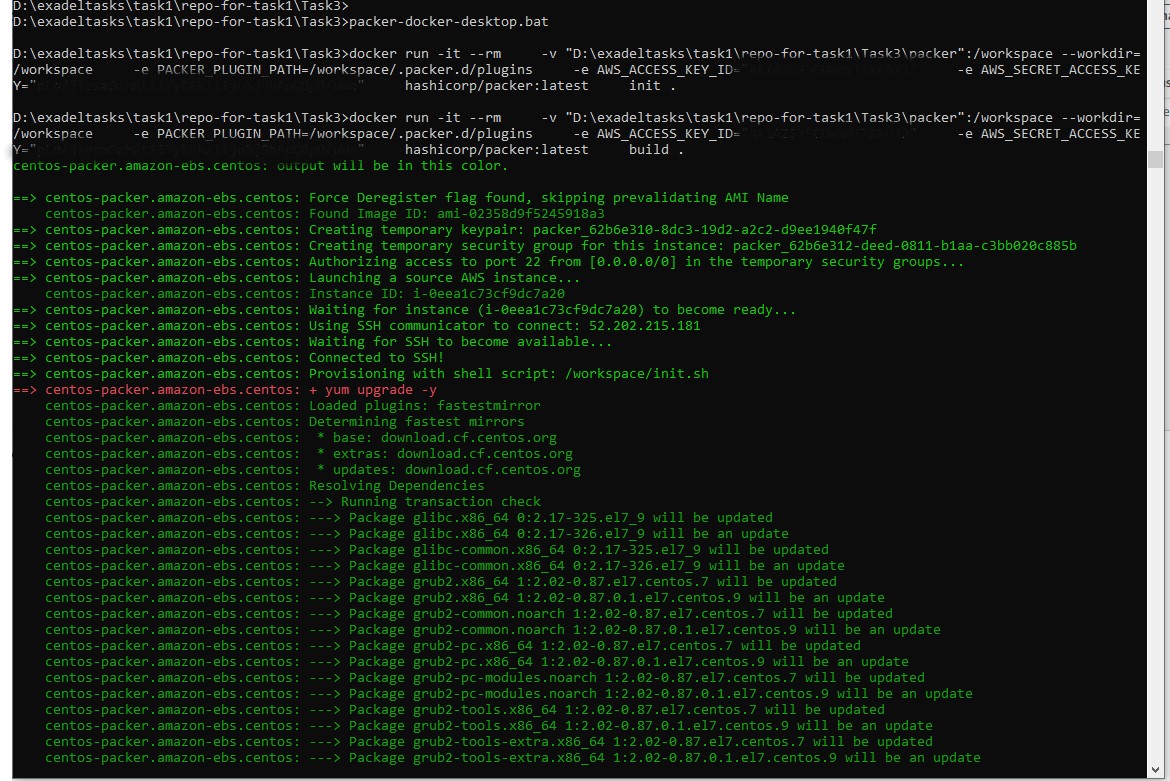 D:\exadeltasks\task1\repo-for-task1\Task3>
D:\exadeltasks\task1\repo-for-task1\Task3>packer-docker-desktop.bat
D:\exadeltasks\task1\repo-for-task1\Task3>docker run -it --rm    -v "D:\exadeltasks\task1\repo-for-task1\Task3\packer":/workspace --workdir=
/workspace     -e PACKER_PLUGIN_PATH=/workspace/.packer.d/plugins     -e AWS_ACCESS_KEY_ID=     -e AWS_SECRET_ACCESS_KE
Y="     hashicorp/packer:latest     init .
D:\exadeltasks\task1\repo-for-task1\Task3>docker run -it --rm    -v "D:\exadeltasks\task1\repo-for-task1\Task3\packer":/workspace --workdir=
/workspace     -e PACKER_PLUGIN_PATH=/workspace/.packer.d/plugins     -e AWS_ACCESS_KEY_ID=     -e AWS_SECRET_ACCESS_KE
Y="     hashicorp/packer:latest     build .
centos-packer.amazon-ebs.centos: output will be in this color.
==> centos-packer.amazon-ebs.centos: Force Deregister flag found, skipping prevalidating AMI Name
    centos-packer.amazon-ebs.centos: Found Image ID: ami-02358d9f5245918a3
==> centos-packer.amazon-ebs.centos: Creating temporary keypair: packer_62b6e310-8dc3-19d2-a2c2-d9ee1940f47f
==> centos-packer.amazon-ebs.centos: Creating temporary security group for this instance: packer_62b6e312-deed-0811-b1aa-c3bb020c885b
==> centos-packer.amazon-ebs.centos: Authorizing access to port 22 from [0.0.0.0/0] in the temporary security groups...
==> centos-packer.amazon-ebs.centos: Launching a source AWS instance...
    centos-packer.amazon-ebs.centos: Instance ID: i-0eea1c73cf9dc7a20
==> centos-packer.amazon-ebs.centos: Waiting for instance (i-0eea1c73cf9dc7a20) to become ready...
==> centos-packer.amazon-ebs.centos: Using SSH communicator to connect: 52.202.215.181
==> centos-packer.amazon-ebs.centos: Waiting for SSH to become available...
==> centos-packer.amazon-ebs.centos: Connected to SSH!
==> centos-packer.amazon-ebs.centos: Provisioning with shell script: /workspace/init.sh
==> centos-packer.amazon-ebs.centos: + yum upgrade -y
    centos-packer.amazon-ebs.centos: Loaded plugins: fastestmirror
    centos-packer.amazon-ebs.centos: Determining fastest mirrors
    centos-packer.amazon-ebs.centos:  * base: download.cf.centos.org
    centos-packer.amazon-ebs.centos:  * extras: download.cf.centos.org
    centos-packer.amazon-ebs.centos:  * updates: download.cf.centos.org
    centos-packer.amazon-ebs.centos: Resolving Dependencies
    centos-packer.amazon-ebs.centos: --> Running transaction check
    centos-packer.amazon-ebs.centos: ---> Package glibc.x86_64 0:2.17-325.el7_9 will be updated
    centos-packer.amazon-ebs.centos: ---> Package glibc.x86_64 0:2.17-326.el7_9 will be an update
    centos-packer.amazon-ebs.centos: ---> Package glibc-common.x86_64 0:2.17-325.el7_9 will be updated
    centos-packer.amazon-ebs.centos: ---> Package glibc-common.x86_64 0:2.17-326.el7_9 will be an update
    centos-packer.amazon-ebs.centos: ---> Package grub2.x86_64 1:2.02-0.87.el7.centos.7 will be updated
    centos-packer.amazon-ebs.centos: ---> Package grub2.x86_64 1:2.02-0.87.0.1.el7.centos.9 will be an update
    centos-packer.amazon-ebs.centos: ---> Package grub2-common.noarch 1:2.02-0.87.el7.centos.7 will be updated
    centos-packer.amazon-ebs.centos: ---> Package grub2-common.noarch 1:2.02-0.87.0.1.el7.centos.9 will be an update
    centos-packer.amazon-ebs.centos: ---> Package grub2-pc.x86_64 1:2.02-0.87.el7.centos.7 will be updated
    centos-packer.amazon-ebs.centos: ---> Package grub2-pc.x86_64 1:2.02-0.87.0.1.el7.centos.9 will be an update
    centos-packer.amazon-ebs.centos: ---> Package grub2-pc-modules.noarch 1:2.02-0.87.el7.centos.7 will be updated
    centos-packer.amazon-ebs.centos: ---> Package grub2-pc-modules.noarch 1:2.02-0.87.0.1.el7.centos.9 will be an update
    centos-packer.amazon-ebs.centos: ---> Package grub2-tools.x86_64 1:2.02-0.87.el7.centos.7 will be updated
    centos-packer.amazon-ebs.centos: ---> Package grub2-tools.x86_64 1:2.02-0.87.0.1.el7.centos.9 will be an update
    centos-packer.amazon-ebs.centos: ---> Package grub2-tools-extra.x86_64 1:2.02-0.87.el7.centos.7 will be updated
    centos-packer.amazon-ebs.centos: ---> Package grub2-tools-extra.x86_64 1:2.02-0.87.0.1.el7.centos.9 will be an update